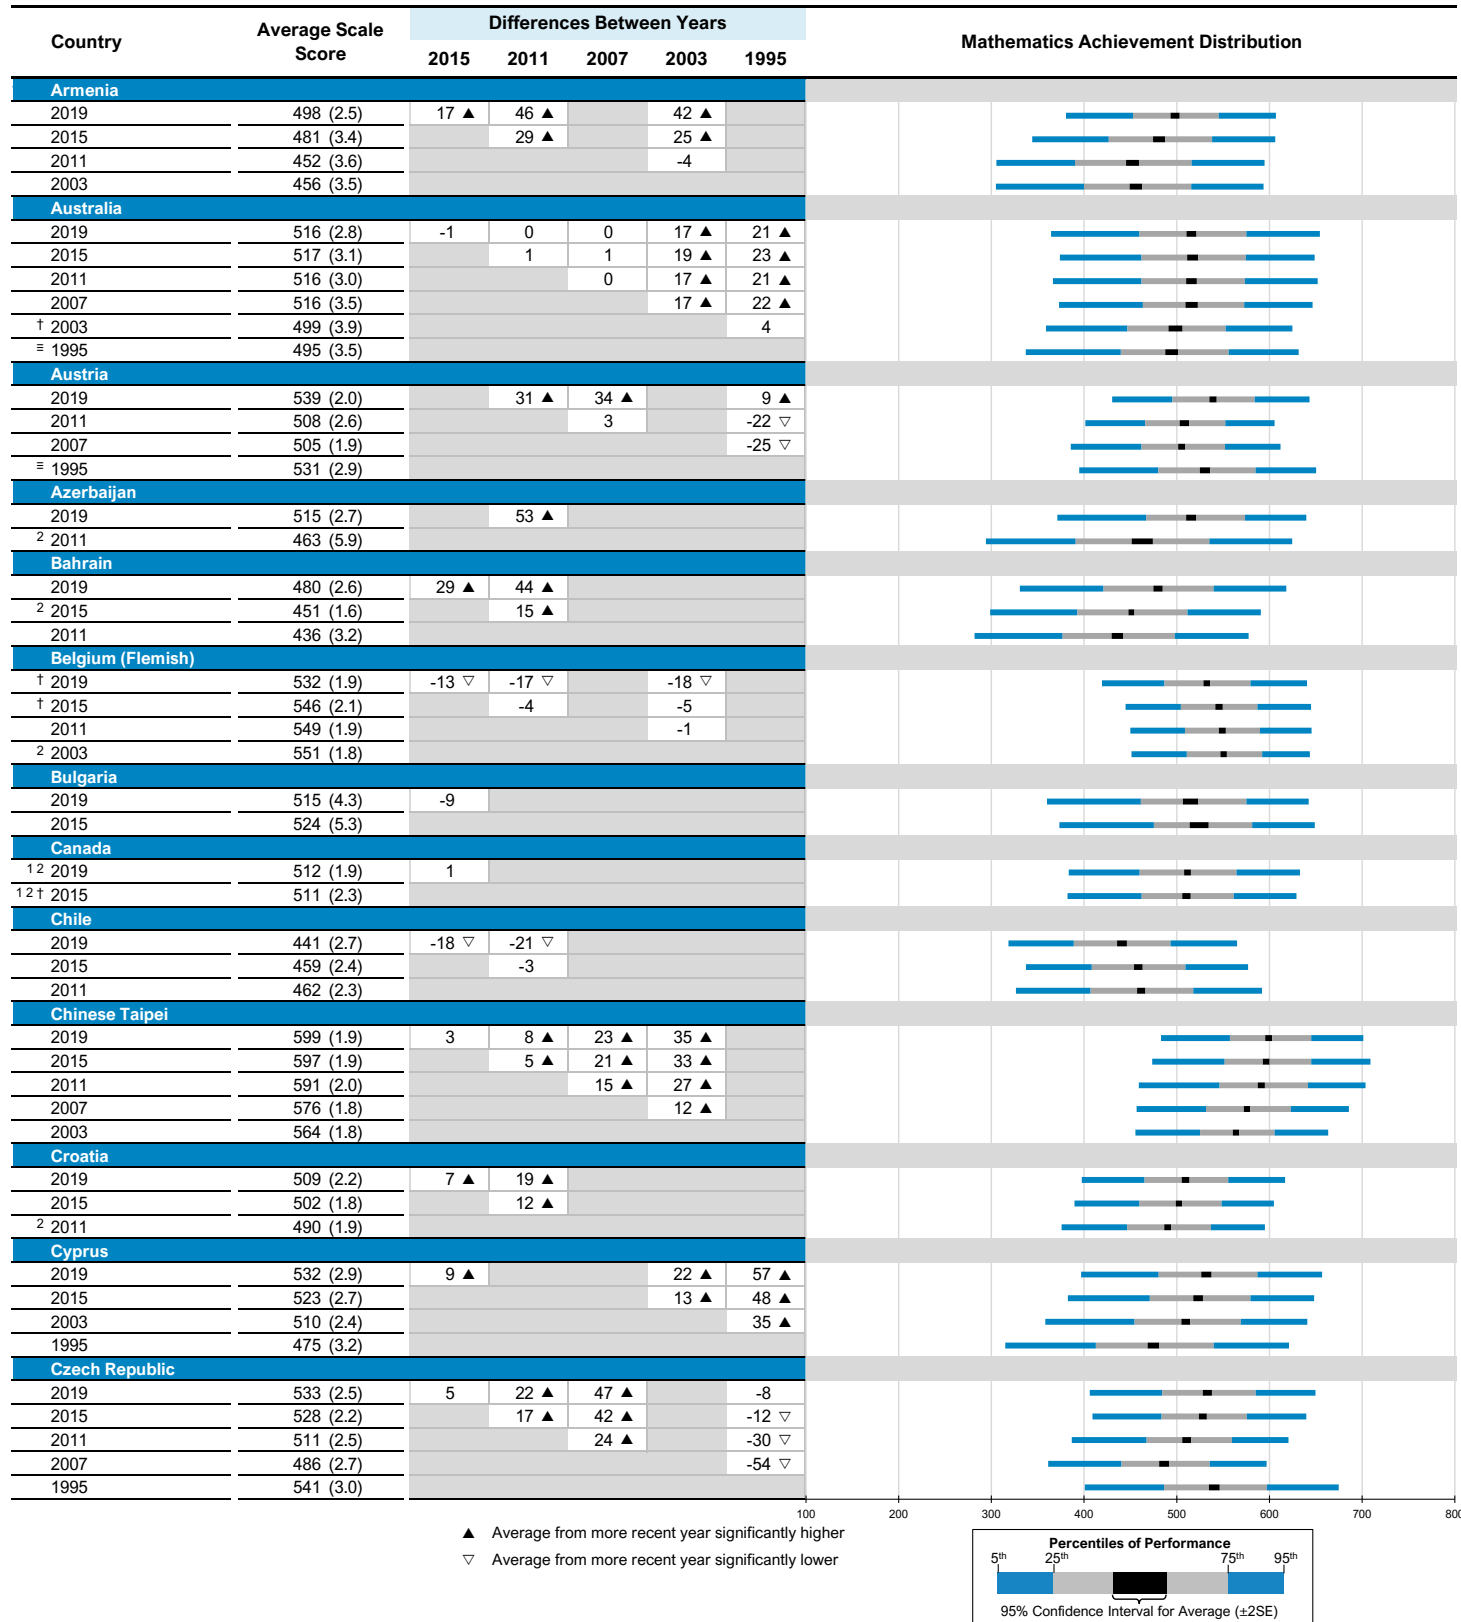 Country Average Scale Score Differences Between Years Mathematics Achievement Distribution
2015 2011 2007 2003 1995
Armenia
2019 498 (2.5) 17 ▲ 46 ▲ 42 ▲
2015 481 (3.4) 29 ▲ 25 ▲
2011 452 (3.6) -4
2003 456 (3.5)
Australia
2019 516 (2.8) -1 0 0 17 ▲ 21 ▲
2015 517 (3.1) 1 1 19 ▲ 23 ▲
2011 516 (3.0) 0 17 ▲ 21 ▲
2007 516 (3.5) 17 ▲ 22 ▲
† 2003 499 (3.9) 4
≡ 1995 495 (3.5)
Austria
2019 539 (2.0) 31 ▲ 34 ▲ 9 ▲
2011 508 (2.6) 3 -22 ▽
2007 505 (1.9) -25 ▽
≡ 1995 531 (2.9)
Azerbaijan
2019 515 (2.7) 53 ▲
2 2011 463 (5.9)
Bahrain
2019 480 (2.6) 29 ▲ 44 ▲
2 2015 451 (1.6) 15 ▲
2011 436 (3.2)
Belgium (Flemish)
† 2019 532 (1.9) -13 ▽ -17 ▽ -18 ▽
† 2015 546 (2.1) -4 -5
2011 549 (1.9) -1
2 2003 551 (1.8)
Bulgaria
2019 515 (4.3) -9
2015 524 (5.3)
Canada
1 2 2019 512 (1.9) 1
1 2 † 2015 511 (2.3)
Chile
2019 441 (2.7) -18 ▽ -21 ▽
2015 459 (2.4) -3
2011 462 (2.3)
Chinese Taipei
2019 599 (1.9) 3 8 ▲ 23 ▲ 35 ▲
2015 597 (1.9) 5 ▲ 21 ▲ 33 ▲
2011 591 (2.0) 15 ▲ 27 ▲
2007 576 (1.8) 12 ▲
2003 564 (1.8)
Croatia
2019 509 (2.2) 7 ▲ 19 ▲
2015 502 (1.8) 12 ▲
2 2011 490 (1.9)
Cyprus
2019 532 (2.9) 9 ▲ 22 ▲ 57 ▲
2015 523 (2.7) 13 ▲ 48 ▲
2003 510 (2.4) 35 ▲
1995 475 (3.2)
Czech Republic
2019 533 (2.5) 5 22 ▲ 47 ▲ -8
2015 528 (2.2) 17 ▲ 42 ▲ -12 ▽
2011 511 (2.5) 24 ▲ -30 ▽
2007 486 (2.7) -54 ▽
1995 541 (3.0)
100 200 300 400 500 600 700 800
▲ Average from more recent year significantly higher
▽ Average from more recent year significantly lower
Percentiles of Performance
5th 25th 75th 95th
95% Confidence Interval for Average (±2SE)